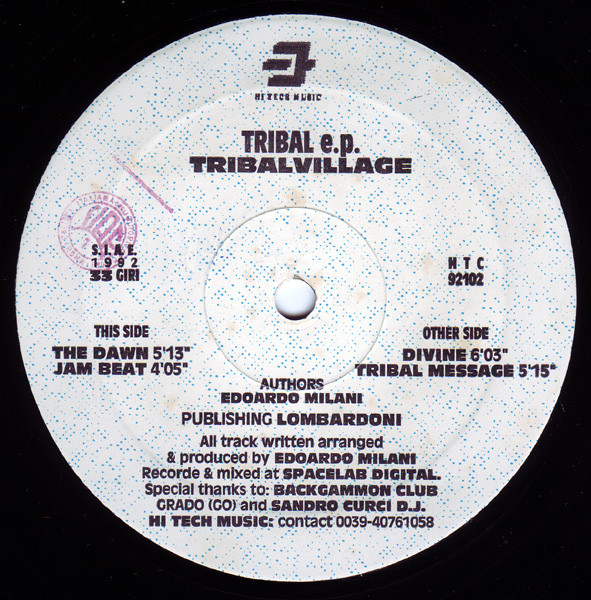 HI TECH MUSIC
TRIBAL e.p.
TRIBALVILLAGE
S.I.A.E.
1992
33 GIRI
H T C
92102
THIS SIDE
THE DAWN 5'13"
JAM BEAT 4'05"
OTHER SIDE
DIVINE 6'03"
TRIBAL MESSAGE 5'15"
AUTHORS
EDOARDO MILANI
PUBLISHING LOMBARDONI
All track written arranged
& produced by EDOARDO MILANI
Recorde & mixed at SPACELAB DIGITAL.
Special thanks to: BACKGAMMON CLUB
GRADO (GO) and SANDRO CURCI D.J.
HI TECH MUSIC: contact 0039-40761058